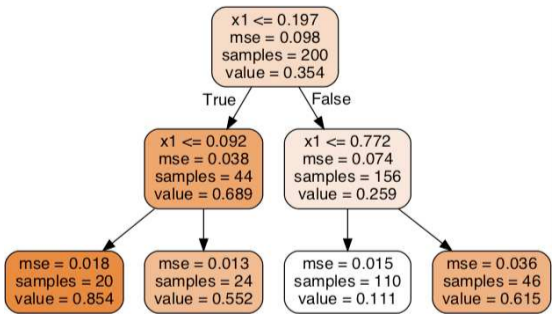 x1 <= 0.197
mse = 0.098
samples = 200
value = 0.354
True
False
x1 <= 0.092
mse = 0.038
samples = 44
value = 0.689
x1 <= 0.772
mse = 0.074
samples = 156
value = 0.259
mse = 0.018
samples = 20
value = 0.854
mse = 0.013
samples = 24
value = 0.552
mse = 0.015
samples = 110
value = 0.111
mse = 0.036
samples = 46
value = 0.615